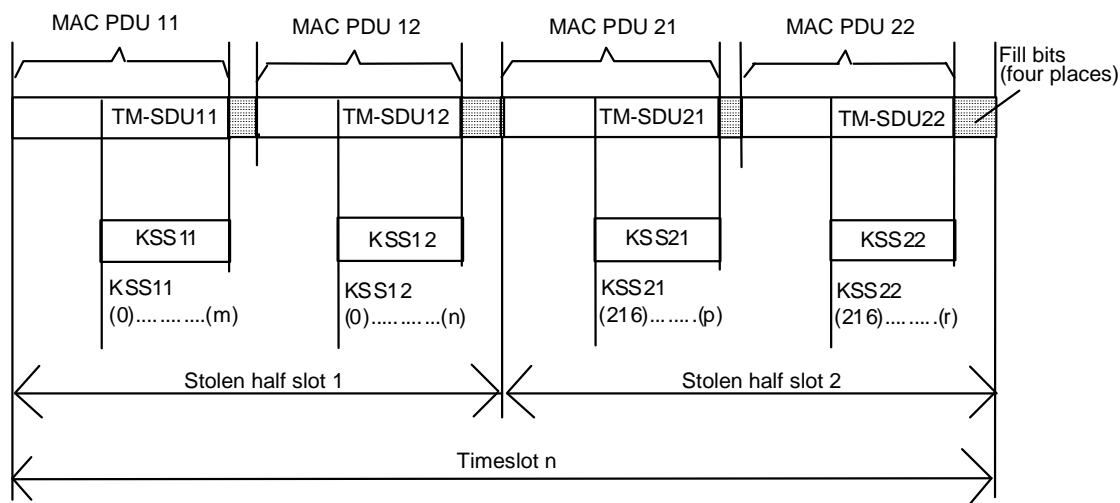 MAC PDU 11
MAC PDU 12
MAC PDU 21
MAC PDU 22
Fill bits
(four places)
TM-SDU11
TM-SDU12
TM-SDU21
TM-SDU22
KSS11
KSS12
KSS21
KSS22
KSS11
(0)...........(m)
KSS12
(0)...........(n)
KSS21
(216)........(p)
KSS22
(216)........(r)
Stolen half slot 1
Stolen half slot 2
Timeslot n